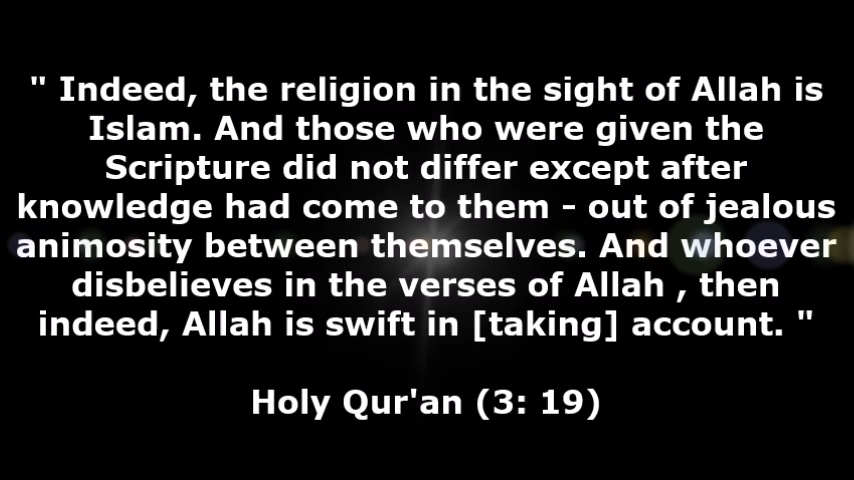 " Indeed, the religion in the sight of Allah is
Islam. And those who were given the
Scripture did not differ except after
knowledge had come to them - out of jealous
animosity between themselves. And whoever
disbelieves in the verses of Allah , then
indeed, Allah is swift in [taking] account. "
Holy Qur'an (3: 19)